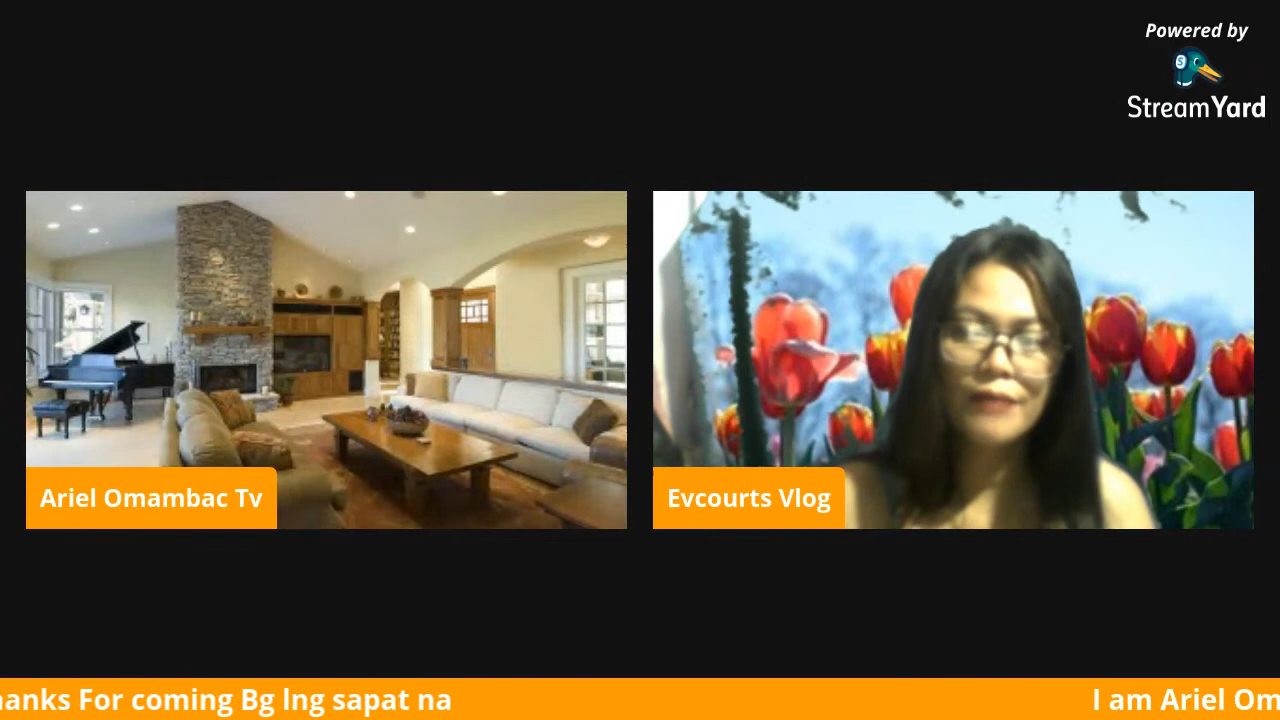 Powered by
StreamYard
Ariel Omambac Tv
Evcourts Vlog
hanks For coming Bg lng sapat na
I am Ariel Om